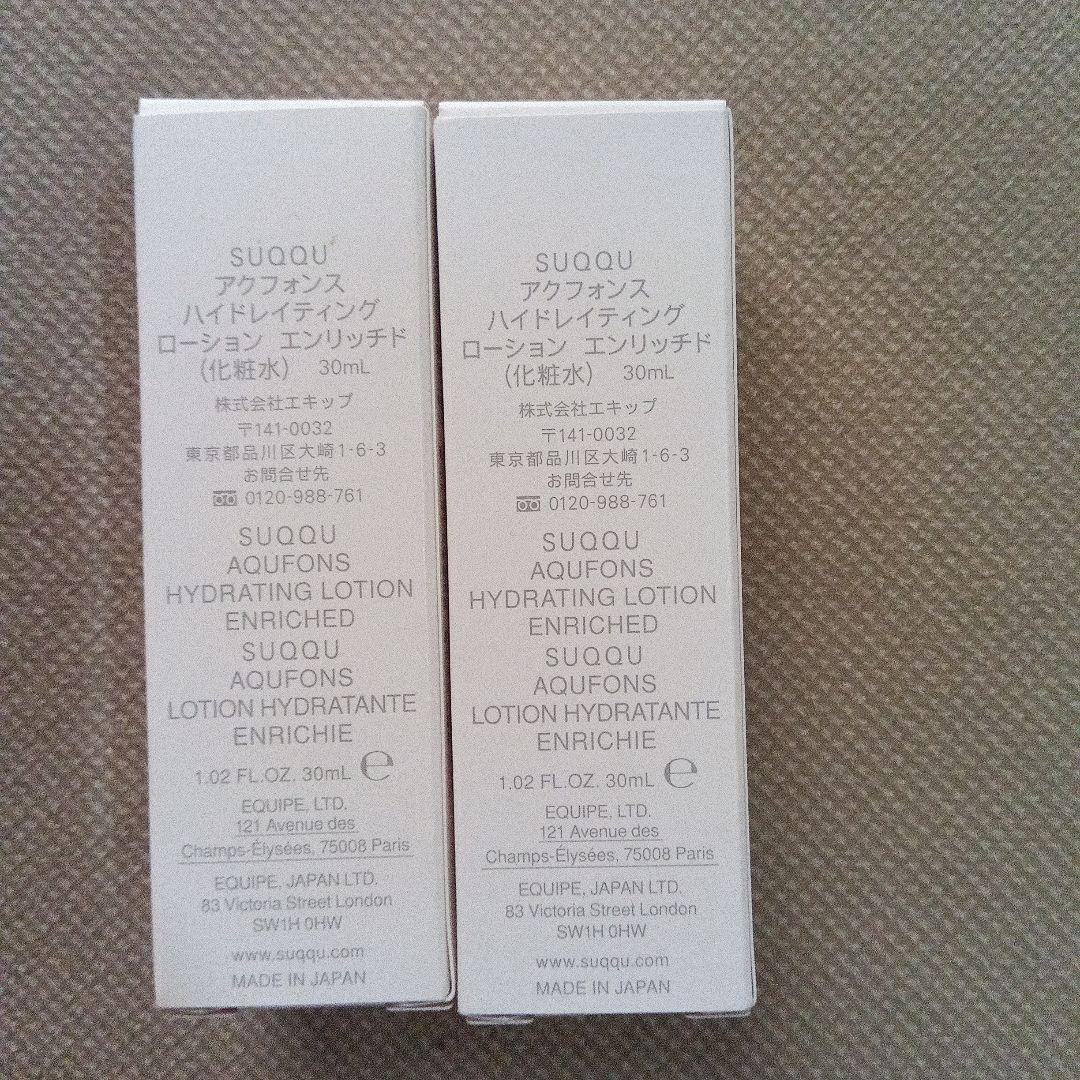 SUQQU
アクフォンス
ハイドレイティング
ローション エンリッチド
(化粧水) 30mL
株式会社エキップ
〒141-0032
東京都品川区大崎1-6-3
お問合せ先
0120-988-761
SUQQU
AQUFONS
HYDRATING LOTION
ENRICHED
SUQQU
AQUFONS
LOTION HYDRATANTE
ENRICHIE
1.02 FL.OZ. 30mL ℮
EQUIPE, LTD.
121 Avenue des
Champs-Élysées, 75008 Paris
EQUIPE, JAPAN LTD.
83 Victoria Street London
SW1H 0HW
www.suqqu.com
MADE IN JAPAN
SUQQU
アクフォンス
ハイドレイティング
ローション エンリッチド
(化粧水) 30mL
株式会社エキップ
〒141-0032
東京都品川区大崎1-6-3
お問合せ先
0120-988-761
SUQQU
AQUFONS
HYDRATING LOTION
ENRICHED
SUQQU
AQUFONS
LOTION HYDRATANTE
ENRICHIE
1.02 FL.OZ. 30mL ℮
EQUIPE, LTD.
121 Avenue des
Champs-Élysées, 75008 Paris
EQUIPE, JAPAN LTD.
83 Victoria Street London
SW1H 0HW
www.suqqu.com
MADE IN JAPAN